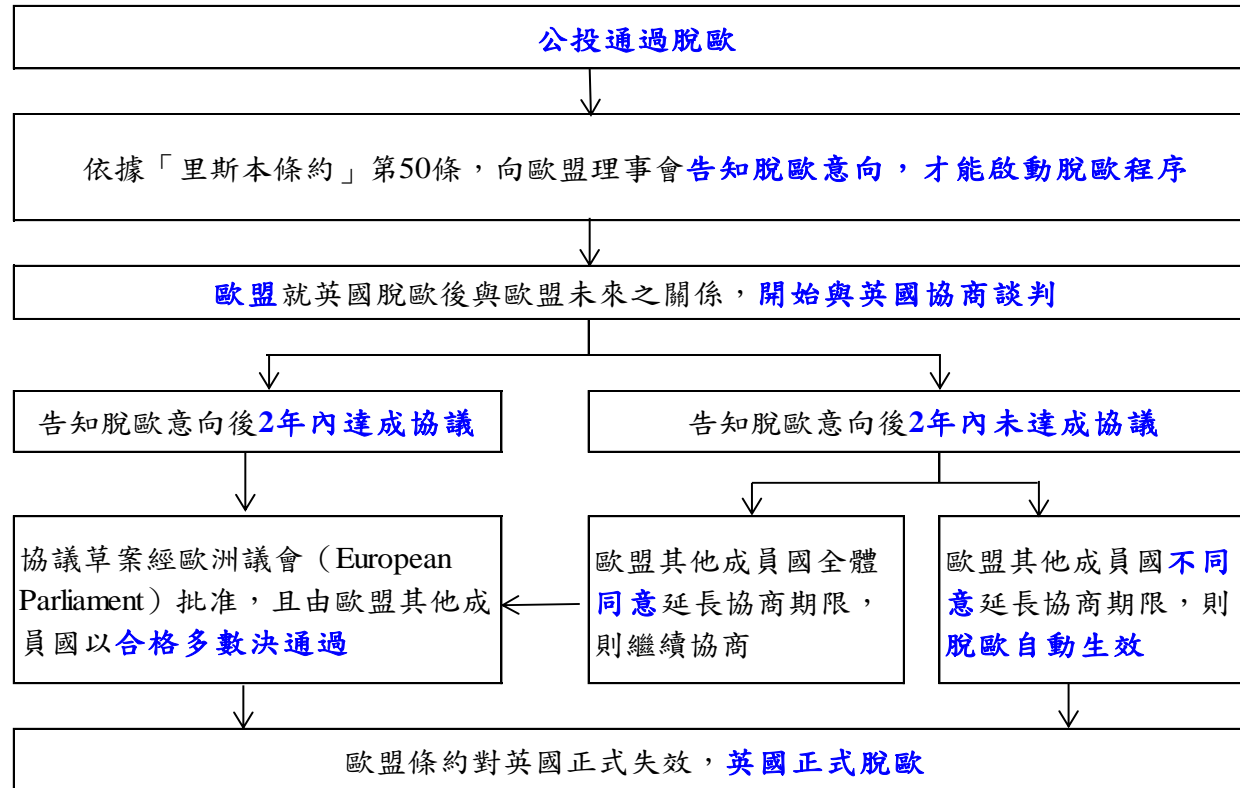 公投通過脫歐
依據「里斯本條約」第50條，向歐盟理事會告知脫歐意向，才能啟動脫歐程序
歐盟就英國脫歐後與歐盟未來之關係，開始與英國協商談判
告知脫歐意向後2年內達成協議
告知脫歐意向後2年內未達成協議
協議草案經歐洲議會（European
Parliament）批准，且由歐盟其他成
員國以合格多數決通過
歐盟其他成員國全體
同意延長協商期限，
則繼續協商
歐盟其他成員國不同
意延長協商期限，則
脫歐自動生效
歐盟條約對英國正式失效，英國正式脫歐